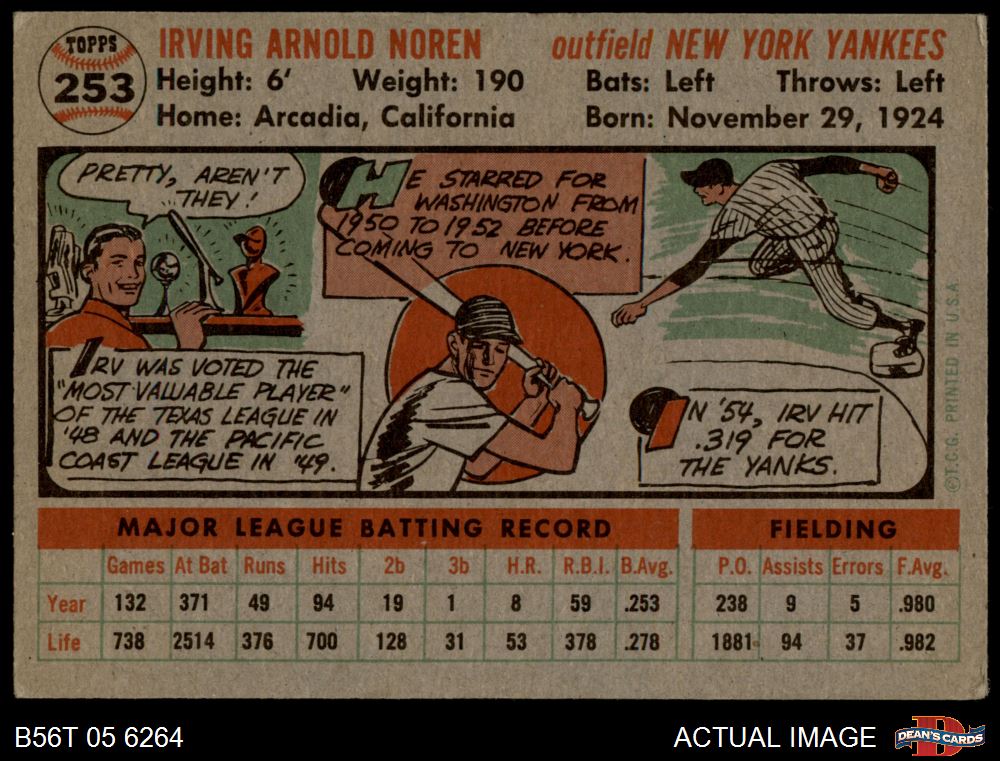 TOPPS
253
IRVING ARNOLD NOREN
outfield NEW YORK YANKEES
Height: 6' Weight: 190 Bats: Left Throws: Left
Home: Arcadia, California Born: November 29, 1924
PRETTY, AREN'T
THEY!
IRV WAS VOTED THE
"MOST VALUABLE PLAYER"
OF THE TEXAS LEAGUE IN
'48 AND THE PACIFIC
COAST LEAGUE IN '49.
HE STARRED FOR
WASHINGTON FROM
1950 TO 1952 BEFORE
COMING TO NEW YORK.
IN '54, IRV HIT
.319 FOR
THE YANKS.
©T.C.G. PRINTED IN U.S.A.
MAJOR LEAGUE BATTING RECORD FIELDING
Games At Bat Runs Hits 2b 3b H.R. R.B.I. B.Avg. P.O. Assists Errors F.Avg.
Year 132 371 49 94 19 1 8 59 .253 238 9 5 .980
Life 738 2514 376 700 128 31 53 378 .278 1881 94 37 .982
B56T 05 6264
ACTUAL IMAGE
D
DEAN'S CARDS